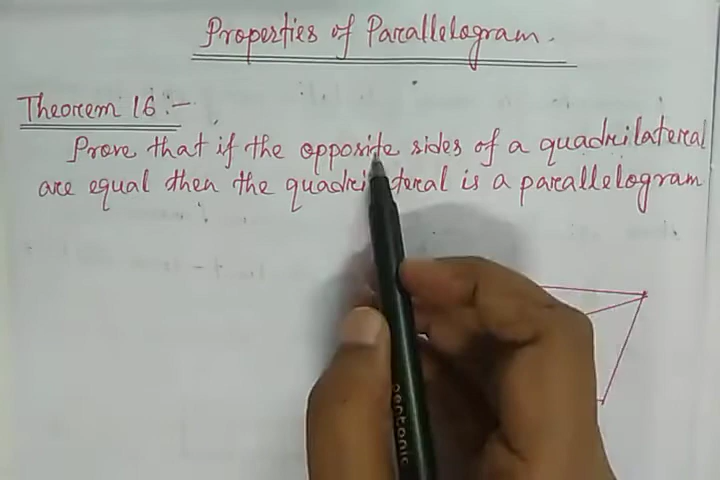 Properties of Parallelogram.
Theorem 16:-
Prove that if the opposite sides of a quadrilateral
are equal then the is a parallelogram
pentonic